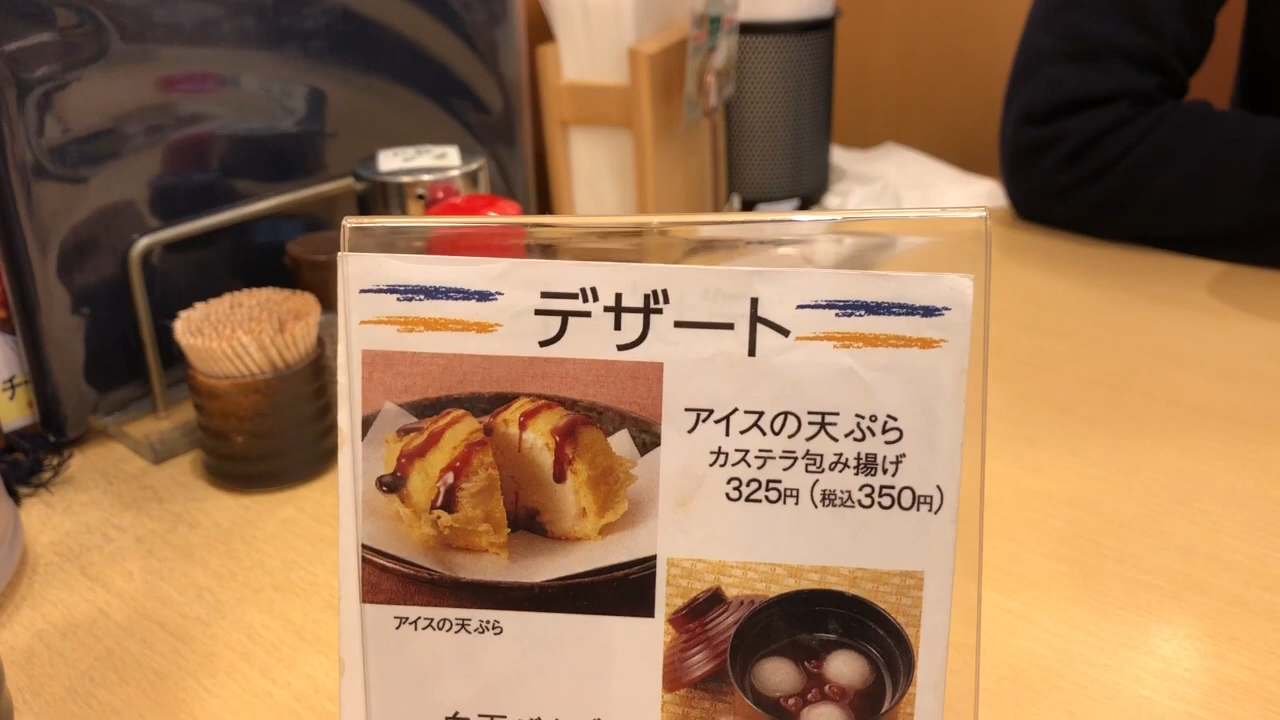 デザート
アイスの天ぷら
カステラ包み揚げ
325円（税込350円）
アイスの天ぷら